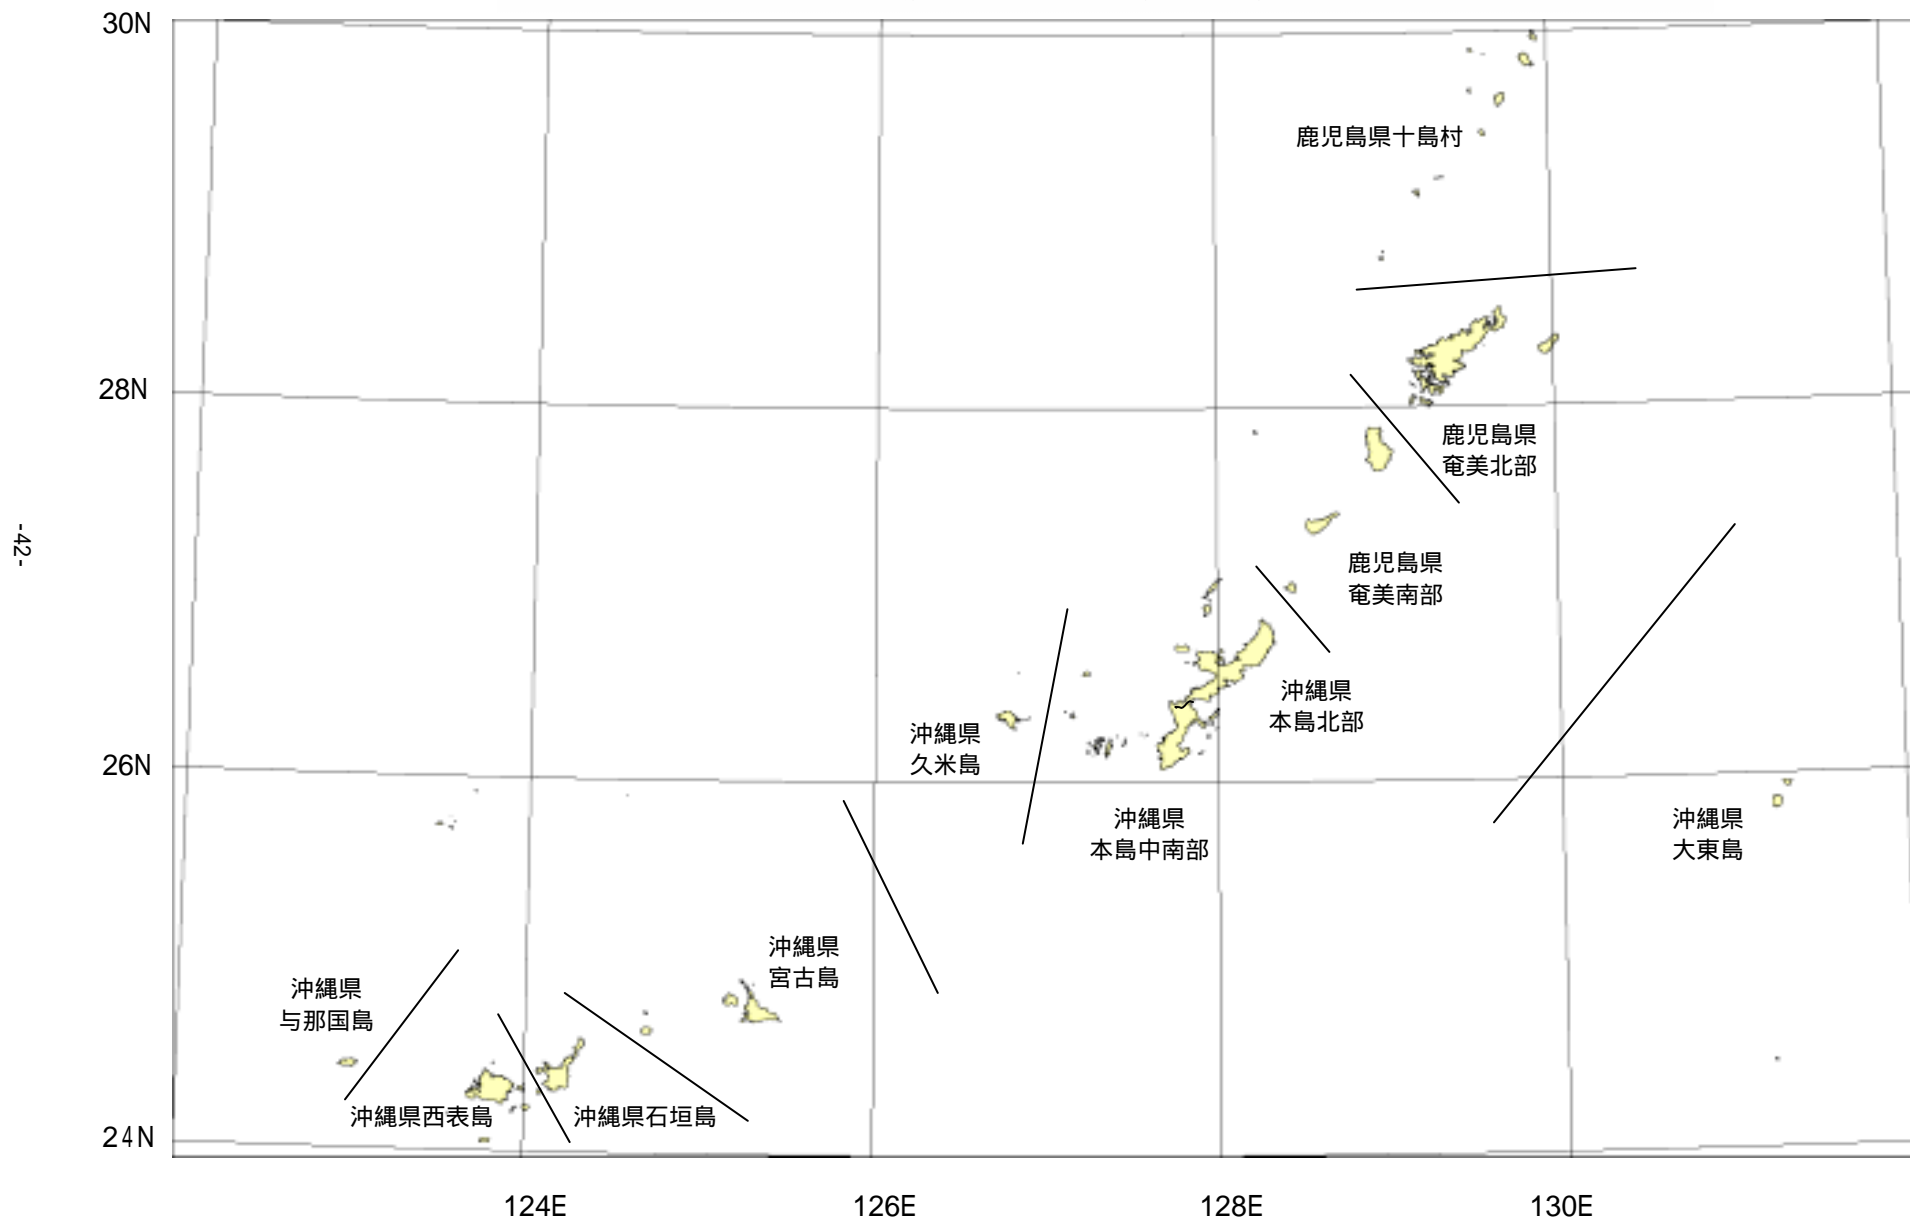 30N
鹿児島県十島村
28N
鹿児島県
奄美北部
-42-
鹿児島県
奄美南部
沖縄県
本島北部
沖縄県
久米島
26N
沖縄県
本島中南部
沖縄県
大東島
沖縄県
宮古島
沖縄県
与那国島
沖縄県西表島
沖縄県石垣島
24N
124E
126E
128E
130E